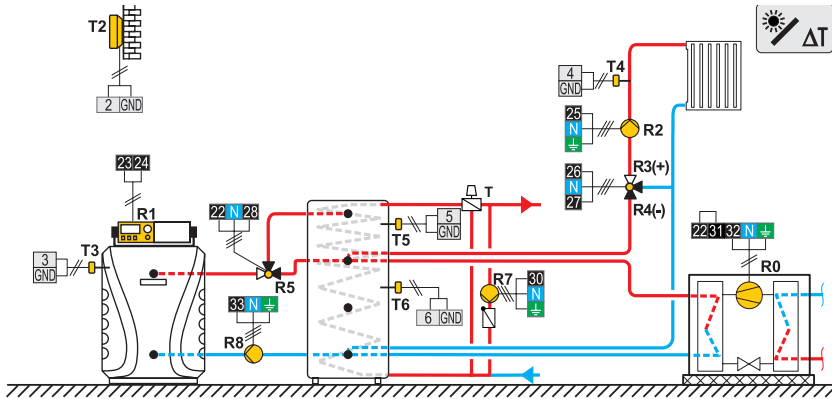 T2
2 GND
ΔT
4
GND
T4
25
N
R2
23 24
26
N
27
R3(+)
R4(-)
R1
22 N 28
T
5
GND
T5
22 31 32 N
3
GND
T3
R5
R7
30
N
R0
33 N
T6
6 GND
R8